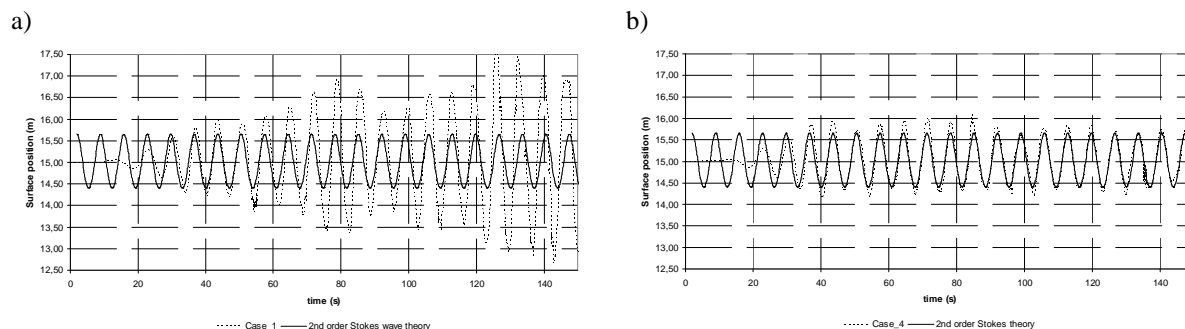 a)
17,50
17,00
16,50
16,00
15,50
15,00
14,50
14,00
13,50
13,00
12,50
Surface position (m)
0 20 40 60 80 100 120 140
time (s)
Case_1 2nd order Stokes wave theory
b)
17,50
17,00
16,50
16,00
15,50
15,00
14,50
14,00
13,50
13,00
12,50
Surface position (m)
0 20 40 60 80 100 120 140
time (s)
Case_4 2nd order Stokes theory